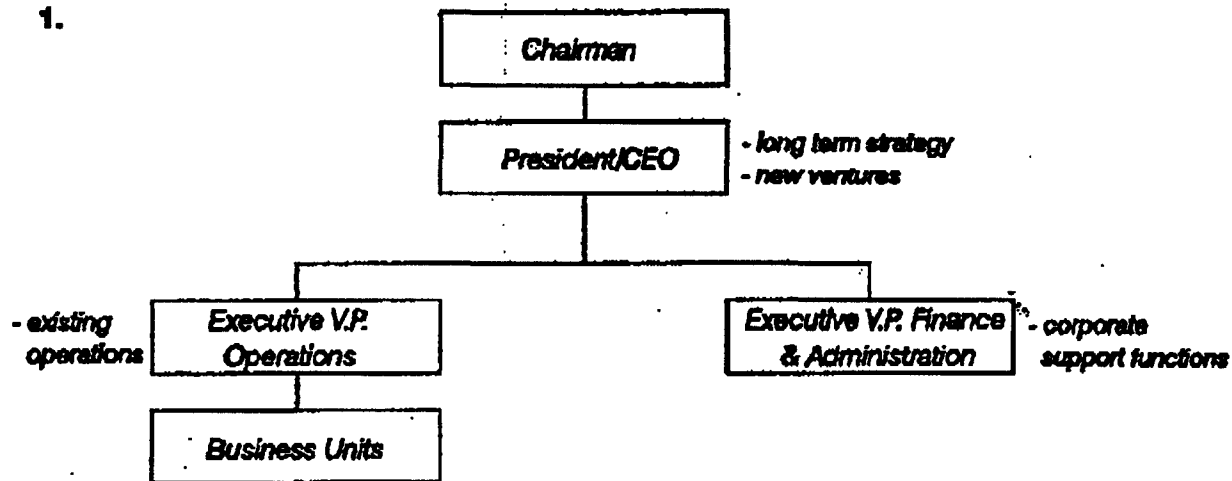 1.
Chairman
President/CEO
- long term strategy
- new ventures
- existing
operations
Executive V.P.
Operations
Executive V.P. Finance
& Administration
- corporate
support functions
Business Units